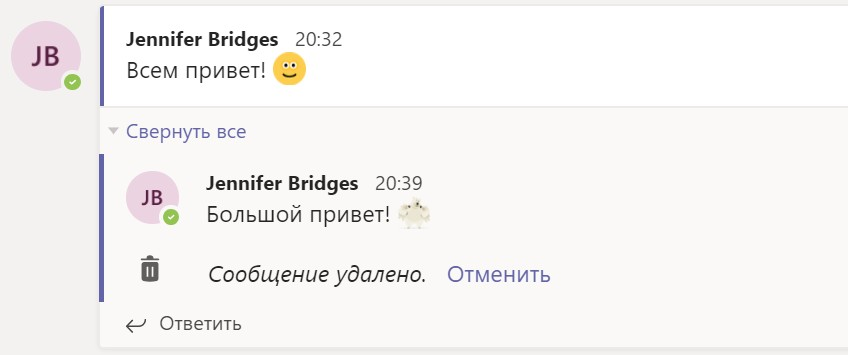 JB
Jennifer Bridges 20:32
Всем привет!
Свернуть все
JB
Jennifer Bridges 20:39
Большой привет!
Сообщение удалено. Отменить
Ответить